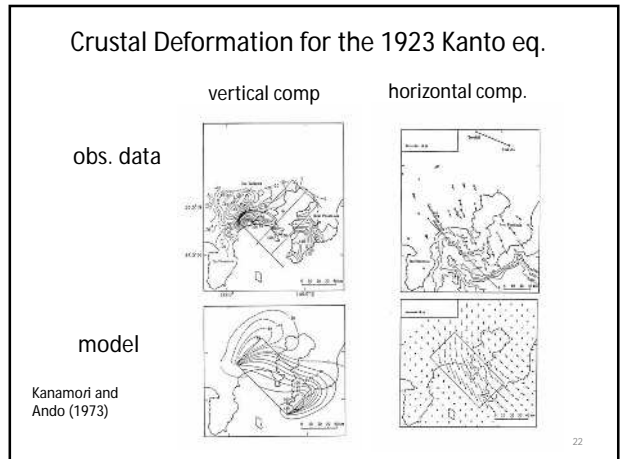 Crustal Deformation for the 1923 Kanto eq.
vertical comp
horizontal comp.
obs. data
model
Kanamori and
Ando (1973)
22